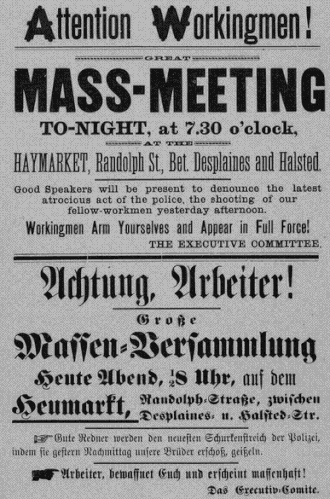 Attention Workingmen!
GREAT
MASS-MEETING
TO-NIGHT, at 7.30 o'clock,
AT THE
HAYMARKET, Randolph St., Bet. Desplaines and Halsted.
Good Speakers will be present to denounce the latest
atrocious act of the police, the shooting of our
fellow-workmen yesterday afternoon.
Workingmen Arm Yourselves and Appear in Full Force!
THE EXECUTIVE COMMITTEE.
Achtung, Arbeiter!
Große
Massen-Versammlung
Heute Abend, ½8 Uhr, auf dem
Heumarkt, Randolph-Straße, zwischen
Desplaines- u. Halsted-Str.
☞ Gute Redner werden den neuesten Schurkenstreich der Polizei,
indem sie gestern Nachmittag unsere Brüder erschoß, geißeln.
☛ Arbeiter, bewaffnet Euch und erscheint massenhaft!
Das Executiv-Comite.